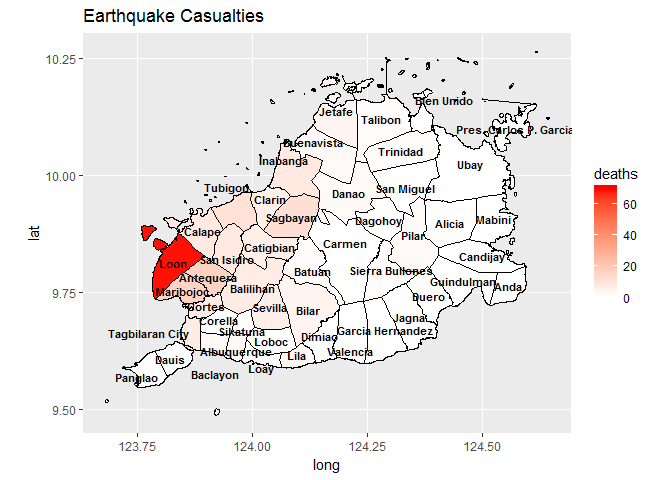 Earthquake Casualties
10.25
10.00
9.75
9.50
lat
Bien Unido
Jetafe
Talibon
Pres. Carlos P. Garcia
Buenavista
Trinidad
Inabanga
Ubay
Tubigon
Danao
San Miguel
Clarin
Sagbayan
Dagohoy
Alicia
Mabini
Calape
Pilar
Catigbian
Carmen
San Isidro
Candijay
Loon
Batuan
Sierra Bullones
Antequera
Guindulman
Anda
Maribojoc
Balilihan
Duero
Cortes
Sevilla
Bilar
Corella
Jagna
Tagbilaran City
Sikatuna
Dimiao
Garcia Hernandez
Loboc
Albuquerque
Lila
Valencia
Dauis
Loay
Panglao
Baclayon
123.75
124.00
124.25
124.50
long
deaths
60
40
20
0